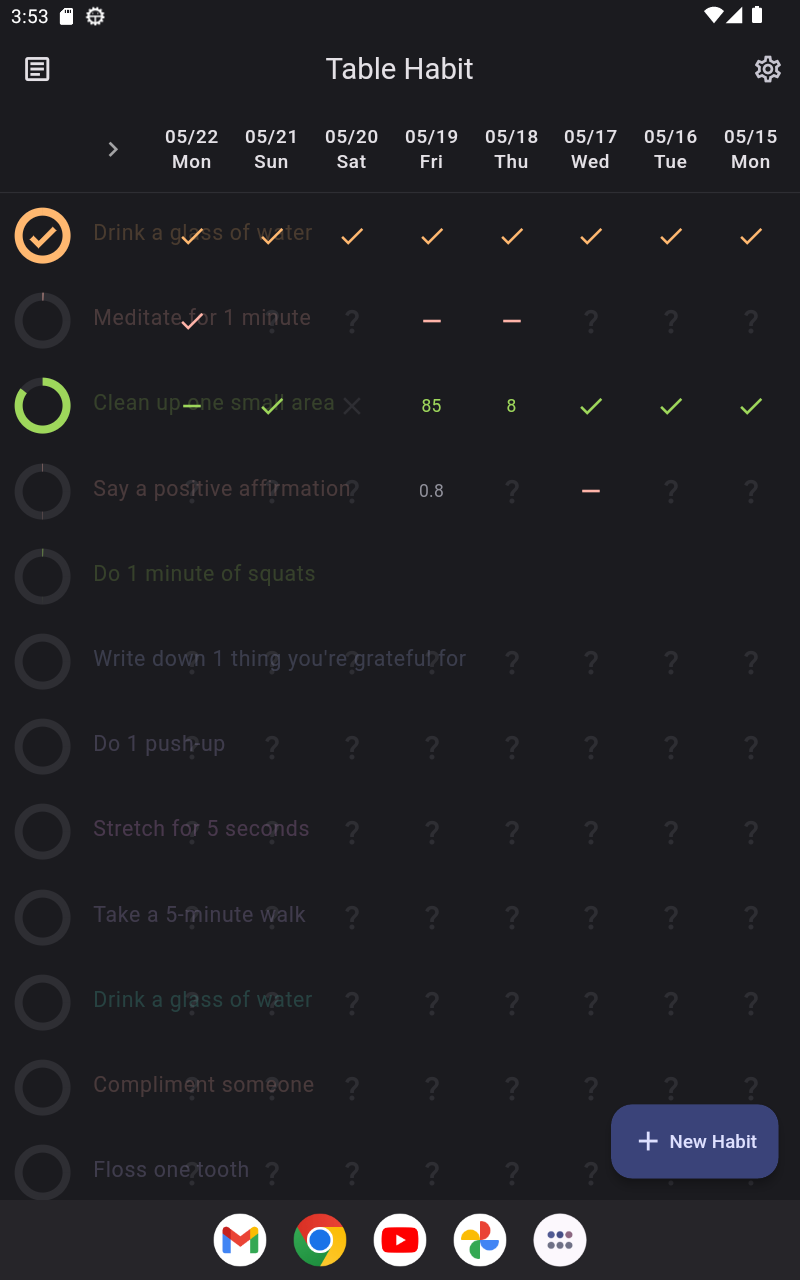 3:53
Table Habit
05/22 05/21 05/20 05/19 05/18 05/17 05/16 05/15
Mon Sun Sat Fri Thu Wed Tue Mon
Drink a glass of water
Meditate for 1 minute ? ? ? ? ?
Clean up one small area 85 8
Say a positive affirmation ? ? ? 0.8 ? ? ?
Do 1 minute of squats
Write down 1 thing you're grateful for ? ? ? ? ? ? ? ?
Do 1 push-up ? ? ? ? ? ? ? ?
Stretch for 5 seconds ? ? ? ? ? ? ? ?
Take a 5-minute walk ? ? ? ? ? ? ? ?
Drink a glass of water ? ? ? ? ? ? ? ?
Compliment someone ? ? ? ? ? ? ? ?
New Habit
Floss one tooth ? ? ? ? ? ? ? ?